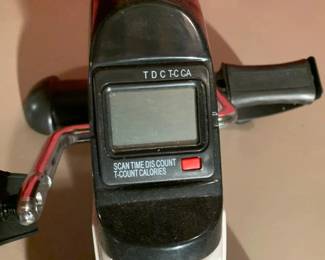 T D C T-C CA
SCAN TIME DIS COUNT
T-COUNT CALORIES